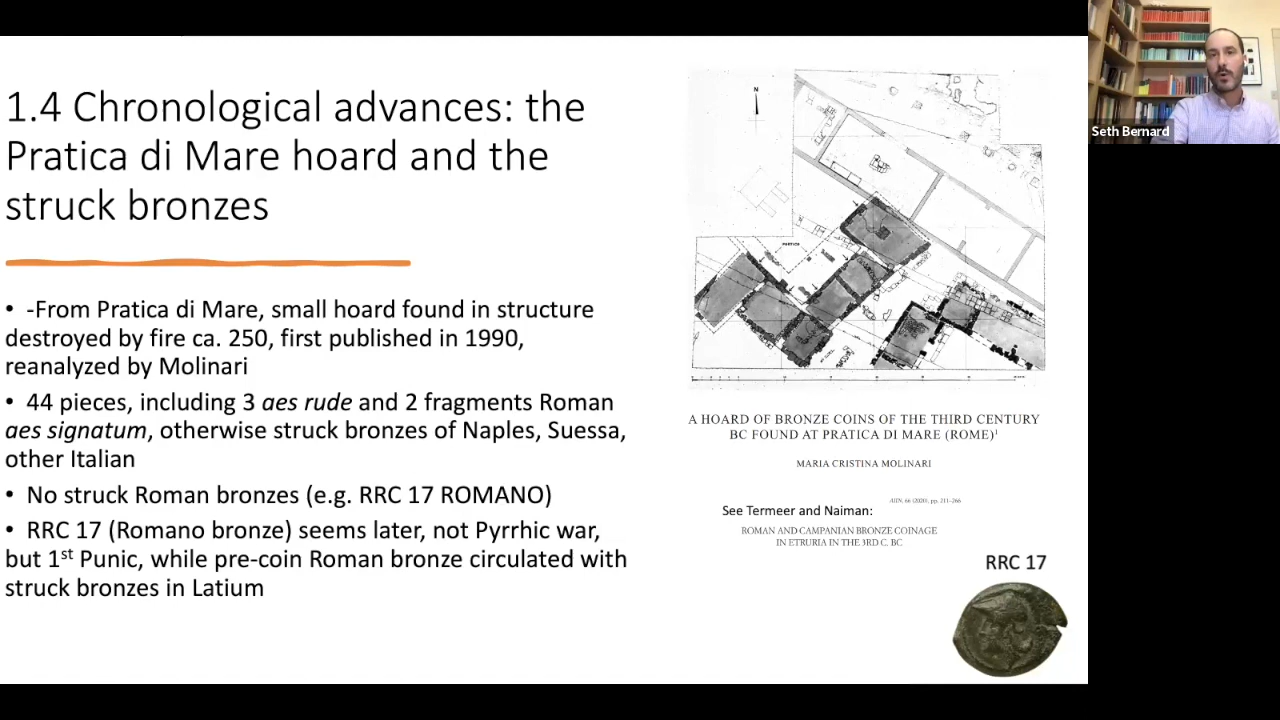 1.4 Chronological advances: the
Pratica di Mare hoard and the
struck bronzes
• -From Pratica di Mare, small hoard found in structure
destroyed by fire ca. 250, first published in 1990,
reanalyzed by Molinari
• 44 pieces, including 3 aes rude and 2 fragments Roman
aes signatum, otherwise struck bronzes of Naples, Suessa,
other Italian
• No struck Roman bronzes (e.g. RRC 17 ROMANO)
• RRC 17 (Romano bronze) seems later, not Pyrrhic war,
but 1st Punic, while pre-coin Roman bronze circulated with
struck bronzes in Latium
N
PORTICO
A HOARD OF BRONZE COINS OF THE THIRD CENTURY
BC FOUND AT PRATICA DI MARE (ROME)1
MARIA CRISTINA MOLINARI
AIIN, 66 (2020), pp. 211-266
See Termeer and Naiman:
ROMAN AND CAMPANIAN BRONZE COINAGE
IN ETRURIA IN THE 3RD C. BC
RRC 17
Seth Bernard